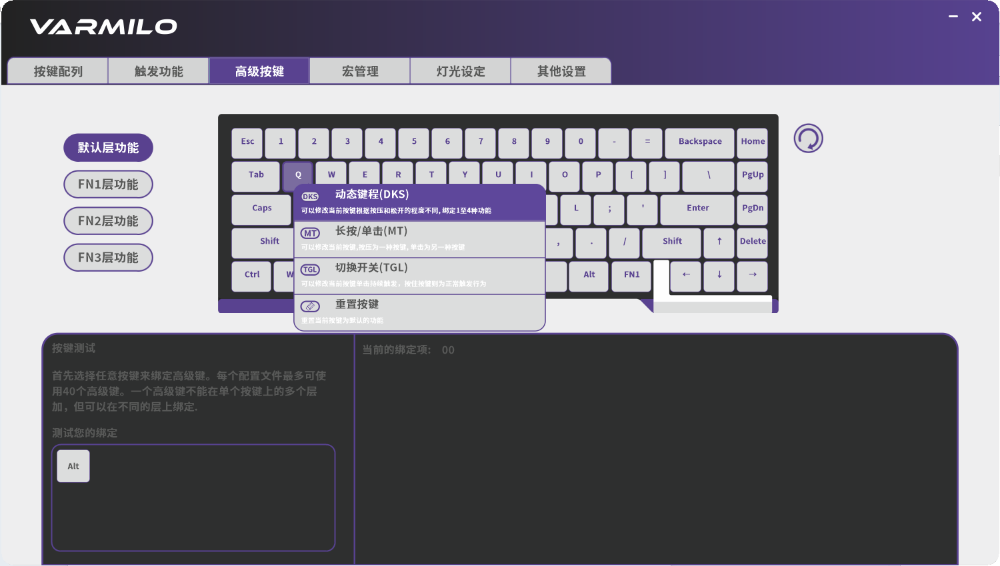 VARMILO
按键配列 触发功能 高级按键 宏管理 灯光设定 其他设置
默认层功能
FN1层功能
FN2层功能
FN3层功能
Esc 1 2 3 4 5 6 7 8 9 0 - = Backspace Home
Tab Q W E R T Y U I O P [ ] \ PgUp
Caps L ; ' Enter PgDn
Shift , . / Shift ↑ Delete
Ctrl W Alt FN1 ← ↓ →
DKS 动态键程(DKS)
可以修改当前按键根据按压和松开的程度不同, 绑定1至4种功能
MT 长按/单击(MT)
可以修改当前按键,按压为一种按键, 单击为另一种按键
TGL 切换开关(TGL)
可以修改当前按键单击持续触发，按住按键则为正常触发行为
重置按键
重置当前按键为默认的功能
按键测试
首先选择任意按键来绑定高级键。每个配置文件最多可使
用40个高级键。一个高级键不能在单个按键上的多个层
加，但可以在不同的层上绑定.
测试您的绑定
Alt
当前的绑定项: 00